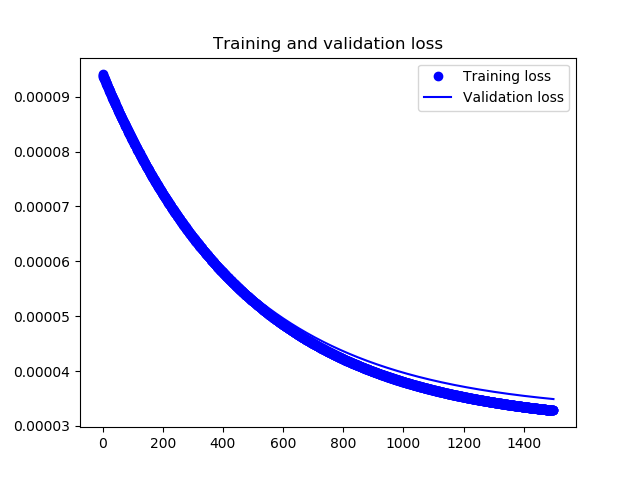 Training and validation loss
Training loss
Validation loss
0.00009
0.00008
0.00007
0.00006
0.00005
0.00004
0.00003
0 200 400 600 800 1000 1200 1400